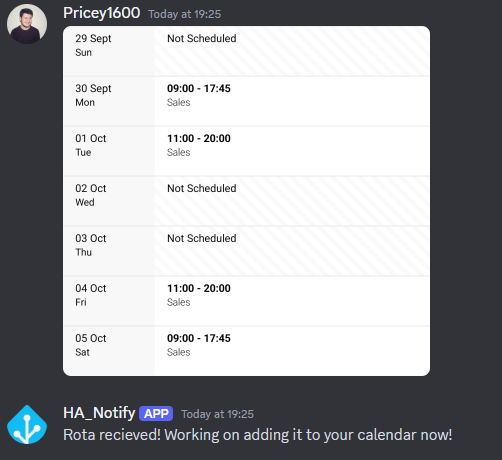 Pricey1600 Today at 19:25
29 Sept Not Scheduled
Sun
30 Sept 09:00 - 17:45
Mon Sales
01 Oct 11:00 - 20:00
Tue Sales
02 Oct Not Scheduled
Wed
03 Oct Not Scheduled
Thu
04 Oct 11:00 - 20:00
Fri Sales
05 Oct 09:00 - 17:45
Sat Sales
HA_Notify APP Today at 19:25
Rota recieved! Working on adding it to your calendar now!